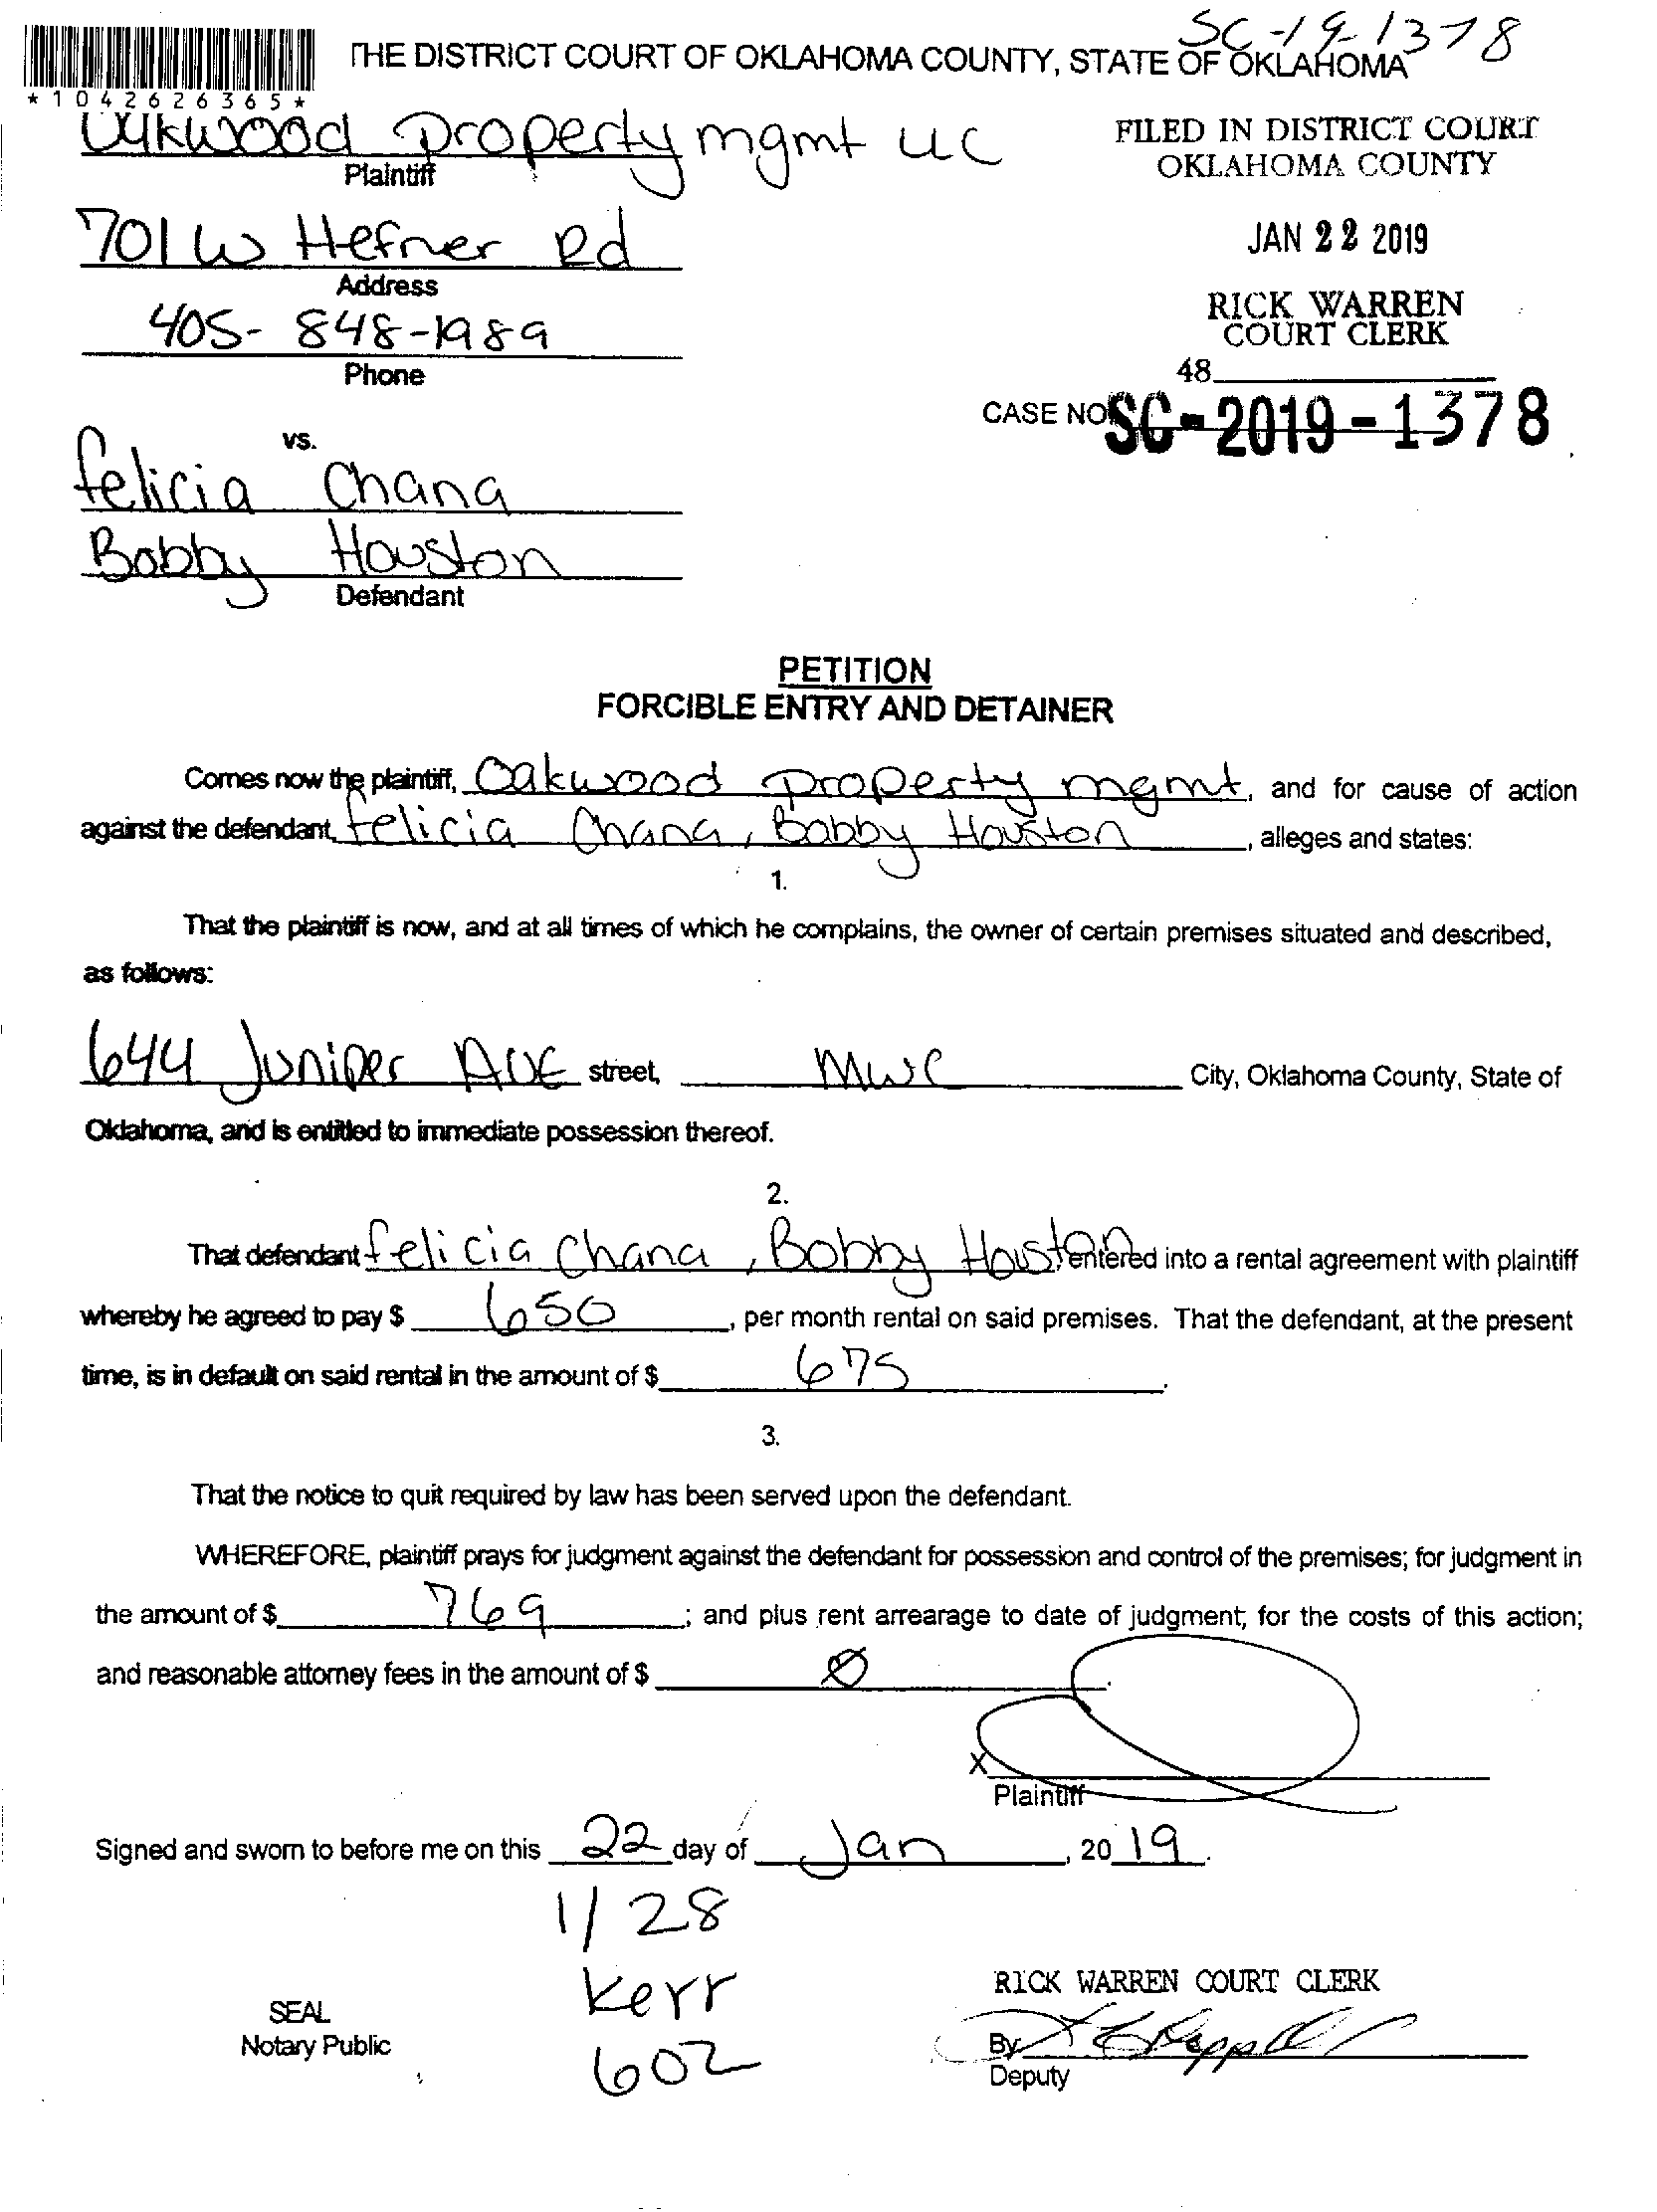 SC-19-1378
THE DISTRICT COURT OF OKLAHOMA COUNTY, STATE OF OKLAHOMA
*1042626365*
Oakwood Property mgmt LLC
Plaintiff
FILED IN DISTRICT COURT
OKLAHOMA COUNTY
701 W Hefner Rd
Address
JAN 22 2019
405-848-1989
Phone
RICK WARREN
COURT CLERK
48
CASE NO SC-2019-1378
vs.
Felicia Chana
Bobby Houston
Defendant
PETITION
FORCIBLE ENTRY AND DETAINER
Comes now the plaintiff, Oakwood Property mgmt, and for cause of action
against the defendant, Felicia Chana, Bobby Houston, alleges and states:
1.
That the plaintiff is now, and at all times of which he complains, the owner of certain premises situated and described,
as follows:
644 Juniper AVE street, MWC City, Oklahoma County, State of
Oklahoma, and is entitled to immediate possession thereof.
2.
That defendant Felicia Chana, Bobby Houston entered into a rental agreement with plaintiff
whereby he agreed to pay $ 650, per month rental on said premises. That the defendant, at the present
time, is in default on said rental in the amount of $ 675.
3.
That the notice to quit required by law has been served upon the defendant.
WHEREFORE, plaintiff prays for judgment against the defendant for possession and control of the premises; for judgment in
the amount of $ 769; and plus rent arrearage to date of judgment; for the costs of this action;
and reasonable attorney fees in the amount of $ Ø.
X
Plaintiff
Signed and sworn to before me on this 22 day of Jan, 2019.
1/28
Kerr
602
SEAL
Notary Public
RICK WARREN COURT CLERK
By
Deputy